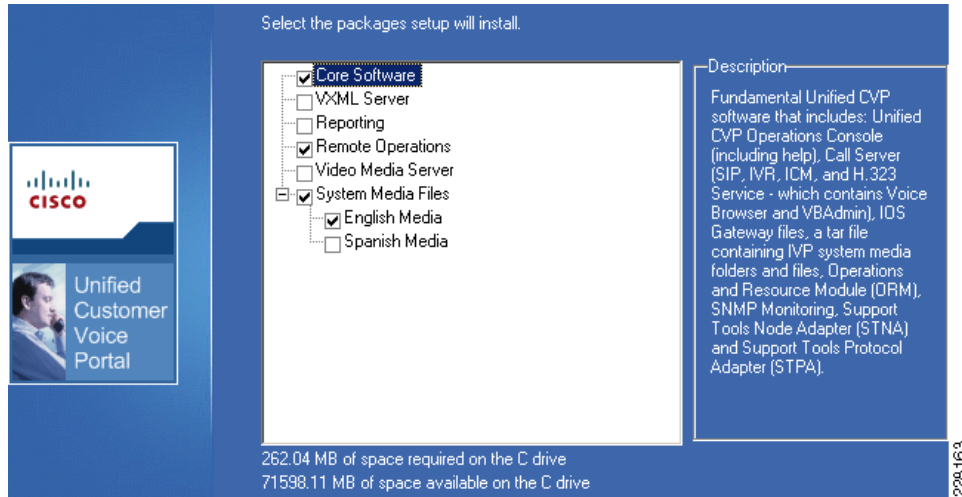 Select the packages setup will install.
Core Software
VXML Server
Reporting
Remote Operations
Video Media Server
System Media Files
English Media
Spanish Media
Description
Fundamental Unified CVP
software that includes: Unified
CVP Operations Console
(including help), Call Server
(SIP, IVR, ICM, and H.323
Service - which contains Voice
Browser and VBAdmin), IOS
Gateway files, a tar file
containing IVP system media
folders and files, Operations
and Resource Module (ORM),
SNMP Monitoring, Support
Tools Node Adapter (STNA)
and Support Tools Protocol
Adapter (STPA).
CISCO
Unified
Customer
Voice
Portal
262.04 MB of space required on the C drive
71598.11 MB of space available on the C drive